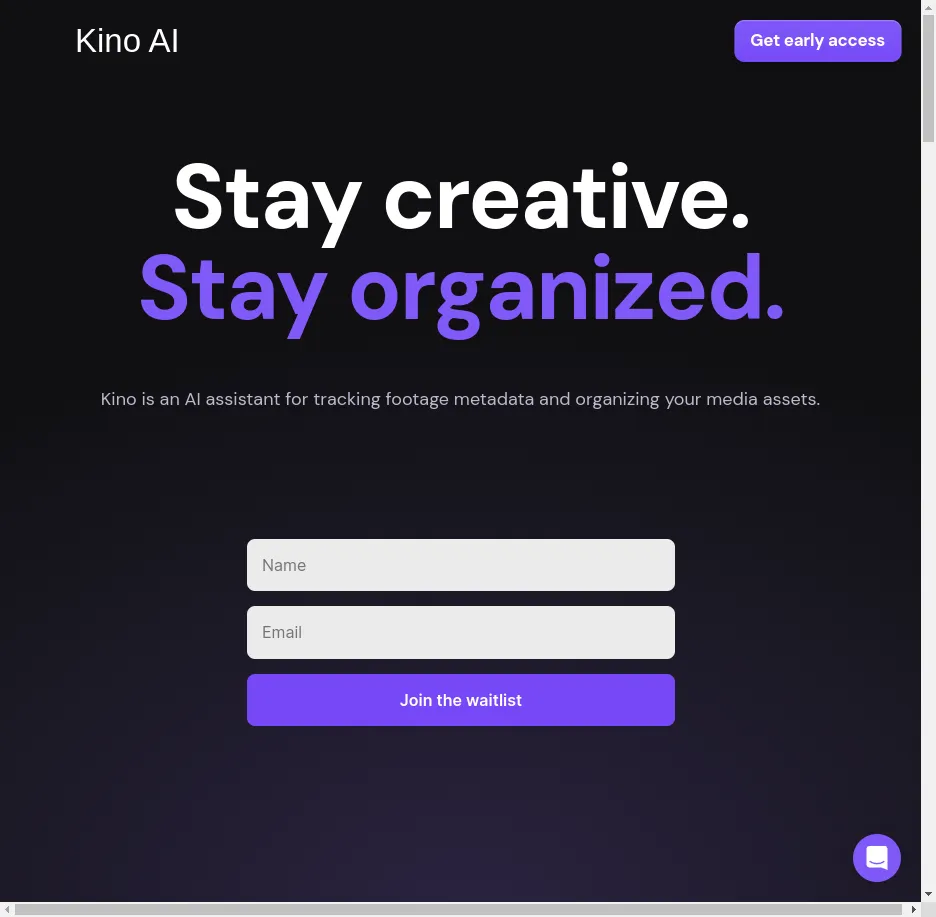 Kino AI
Get early access
Stay creative.
Stay organized.
Kino is an AI assistant for tracking footage metadata and organizing your media assets.
Name
Email
Join the waitlist